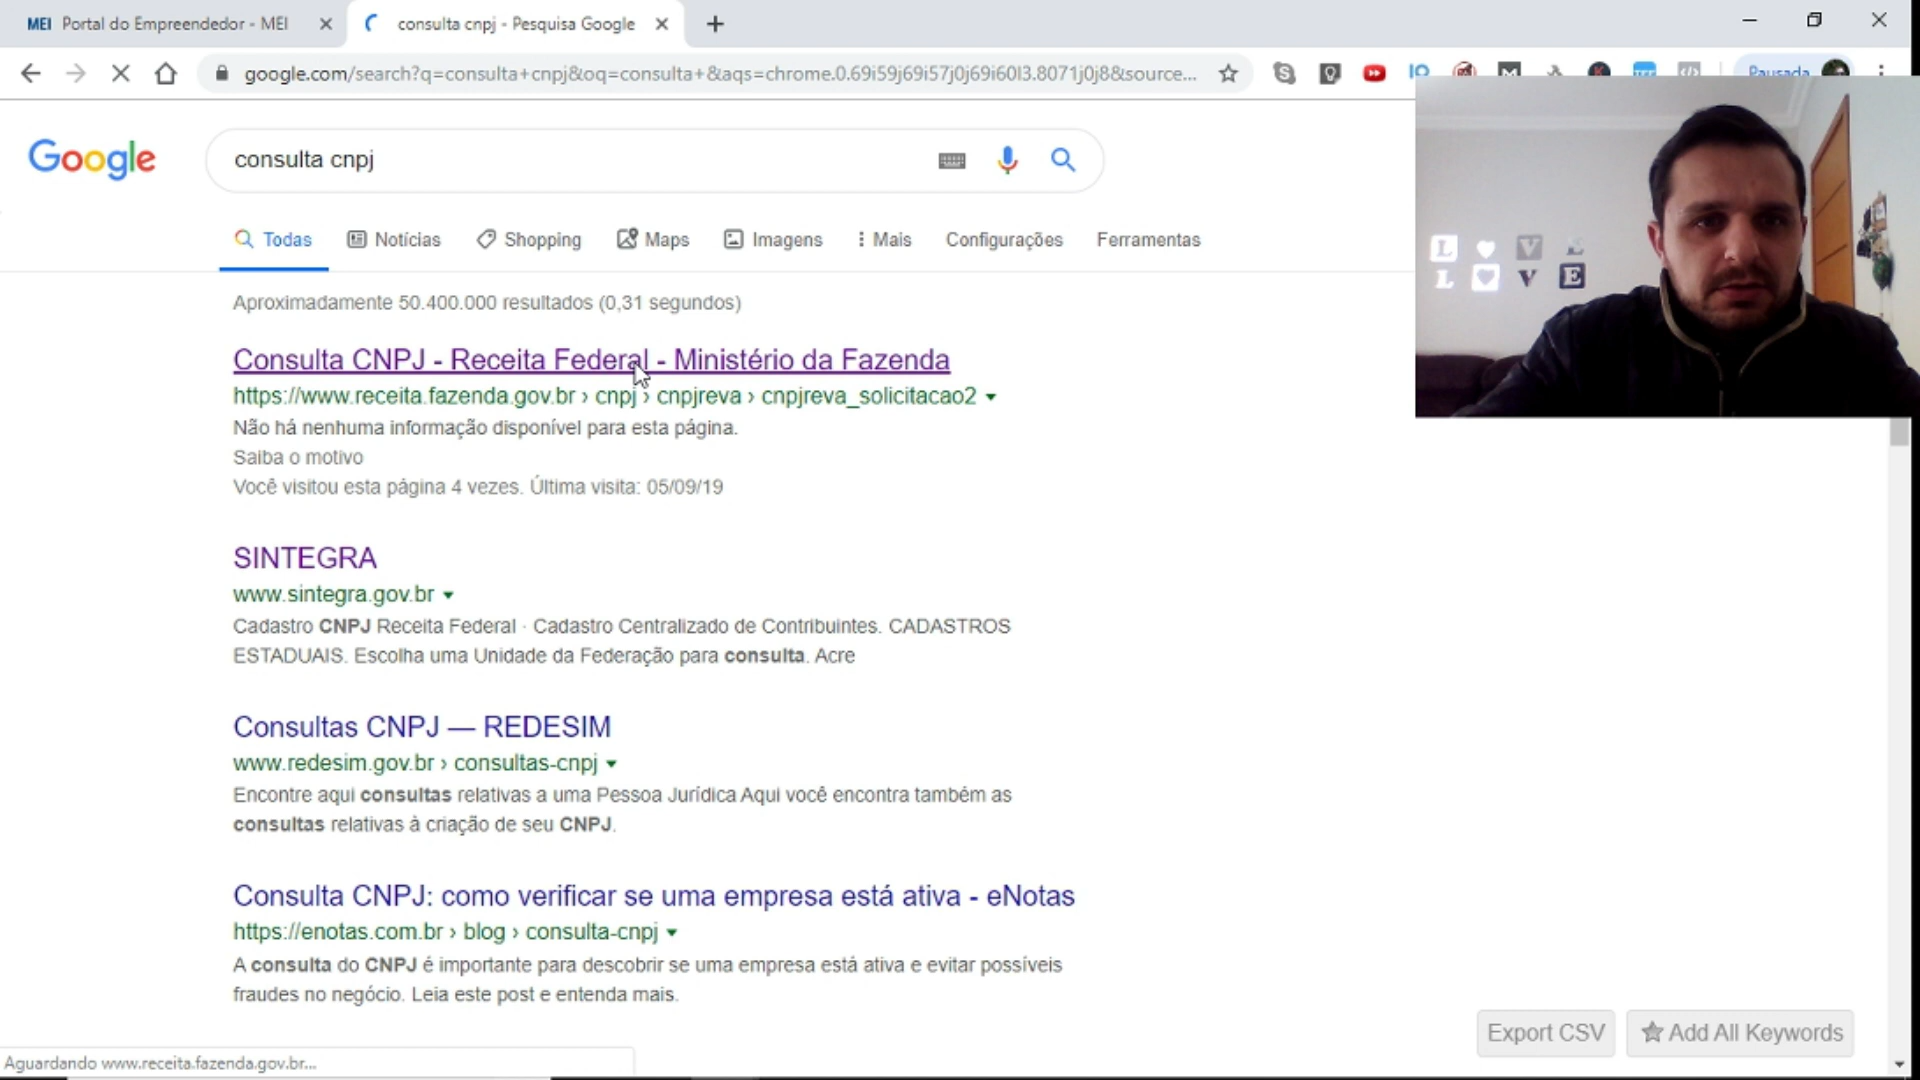 MEI Portal do Empreendedor - MEI
consulta cnpj - Pesquisa Google
google.com/search?q=consulta+cnpj&oq=consulta+&aqs=chrome.0.69i59j69i57j0j69i60l3.8071j0j8&source...
Pausada
Google
consulta cnpj
Todas Notícias Shopping Maps Imagens Mais Configurações Ferramentas
Aproximadamente 50.400.000 resultados (0,31 segundos)
Consulta CNPJ - Receita Federal - Ministério da Fazenda
https://www.receita.fazenda.gov.br › cnpj › cnpjreva › cnpjreva_solicitacao2
Não há nenhuma informação disponível para esta página.
Saiba o motivo
Você visitou esta página 4 vezes. Última visita: 05/09/19
SINTEGRA
www.sintegra.gov.br
Cadastro CNPJ Receita Federal · Cadastro Centralizado de Contribuintes. CADASTROS
ESTADUAIS. Escolha uma Unidade da Federação para consulta. Acre
Consultas CNPJ — REDESIM
www.redesim.gov.br › consultas-cnpj
Encontre aqui consultas relativas a uma Pessoa Jurídica Aqui você encontra também as
consultas relativas à criação de seu CNPJ.
Consulta CNPJ: como verificar se uma empresa está ativa - eNotas
https://enotas.com.br › blog › consulta-cnpj
A consulta do CNPJ é importante para descobrir se uma empresa está ativa e evitar possíveis
fraudes no negócio. Leia este post e entenda mais.
Export CSV Add All Keywords
Aguardando www.receita.fazenda.gov.br...
L V E
L V E